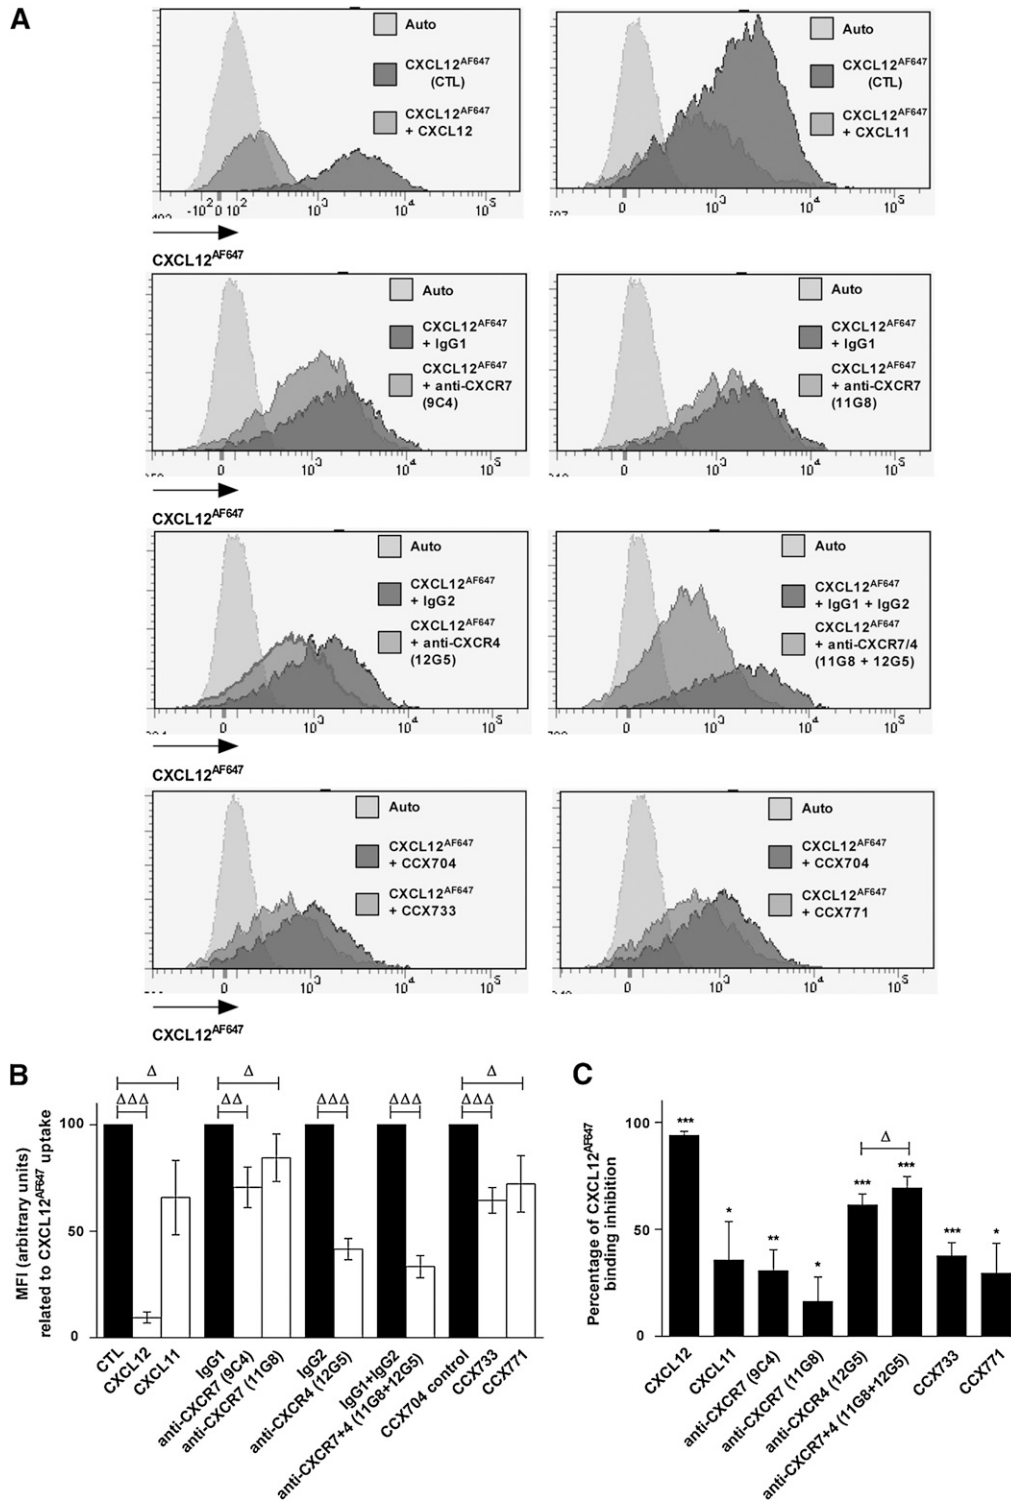 A
Auto
CXCL12AF647
(CTL)
CXCL12AF647
+ CXCL12
-10² 0 10² 10³ 10⁴ 10⁵
CXCL12AF647
Auto
CXCL12AF647
(CTL)
CXCL12AF647
+ CXCL11
0 10³ 10⁴ 10⁵
Auto
CXCL12AF647
+ IgG1
CXCL12AF647
+ anti-CXCR7
(9C4)
0 10³ 10⁴ 10⁵
CXCL12AF647
Auto
CXCL12AF647
+ IgG1
CXCL12AF647
+ anti-CXCR7
(11G8)
0 10³ 10⁴ 10⁵
Auto
CXCL12AF647
+ IgG2
CXCL12AF647
+ anti-CXCR4
(12G5)
0 10³ 10⁴ 10⁵
CXCL12AF647
Auto
CXCL12AF647
+ IgG1 + IgG2
CXCL12AF647
+ anti-CXCR7/4
(11G8 + 12G5)
0 10³ 10⁴ 10⁵
Auto
CXCL12AF647
+ CCX704
CXCL12AF647
+ CCX733
0 10³ 10⁴ 10⁵
CXCL12AF647
Auto
CXCL12AF647
+ CCX704
CXCL12AF647
+ CCX771
0 10³ 10⁴ 10⁵
B
MFI (arbitrary units)
related to CXCL12AF647 uptake
100
50
0
Δ
ΔΔΔ
Δ
ΔΔ
ΔΔΔ
ΔΔΔ
Δ
ΔΔΔ
CTL
CXCL12
CXCL11
IgG1
anti-CXCR7 (9C4)
anti-CXCR7 (11G8)
IgG2
anti-CXCR4 (12G5)
IgG1+IgG2
anti-CXCR7+4 (11G8+12G5)
CCX704 control
CCX733
CCX771
C
Percentage of CXCL12AF647
binding inhibition
100
50
0
***
*
**
*
***
Δ
***
***
*
CXCL12
CXCL11
anti-CXCR7 (9C4)
anti-CXCR7 (11G8)
anti-CXCR4 (12G5)
anti-CXCR7+4 (11G8+12G5)
CCX733
CCX771